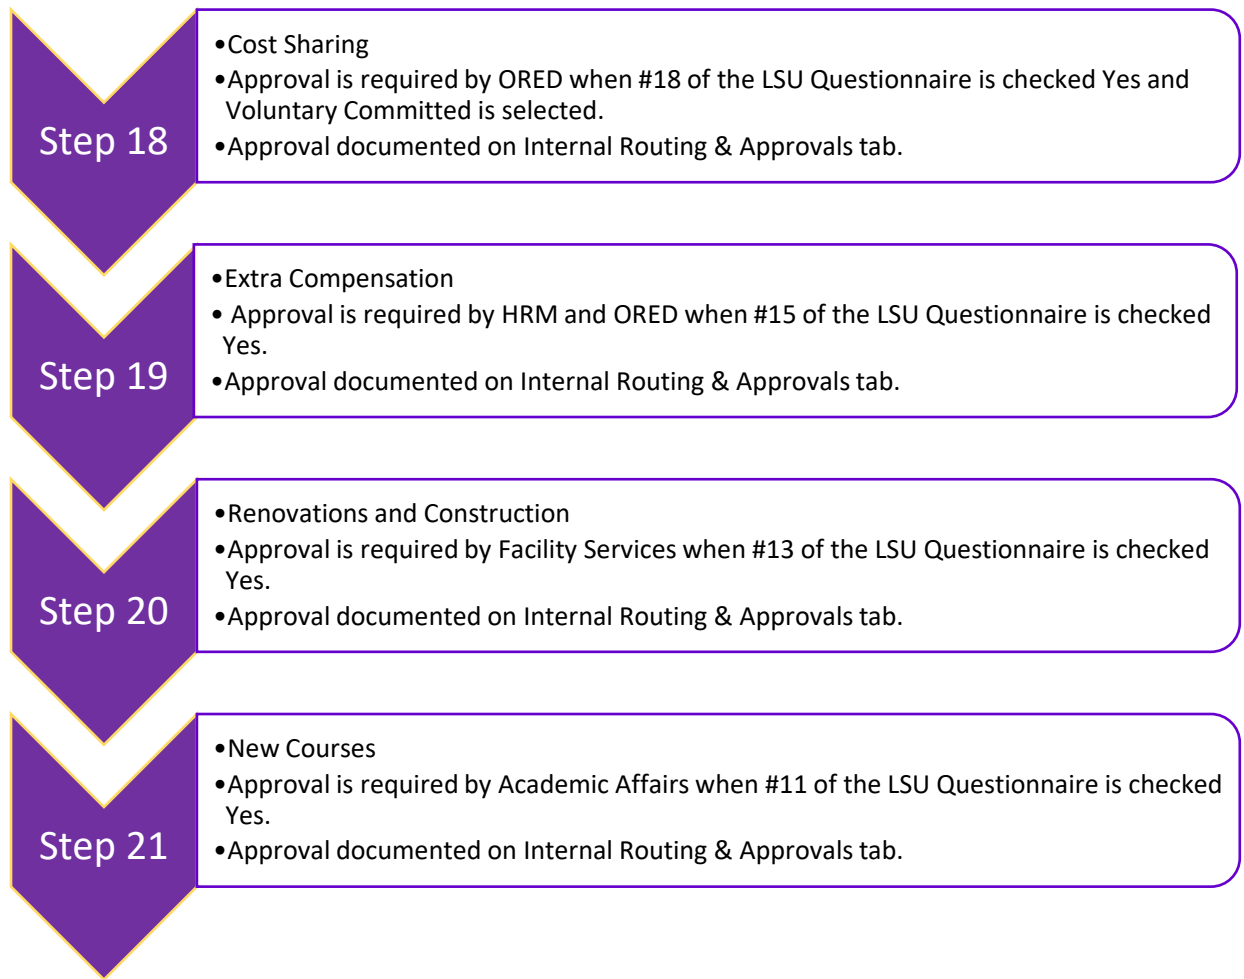 Step 18
•Cost Sharing
•Approval is required by ORED when #18 of the LSU Questionnaire is checked Yes and
Voluntary Committed is selected.
•Approval documented on Internal Routing & Approvals tab.
Step 19
•Extra Compensation
• Approval is required by HRM and ORED when #15 of the LSU Questionnaire is checked
Yes.
•Approval documented on Internal Routing & Approvals tab.
Step 20
•Renovations and Construction
•Approval is required by Facility Services when #13 of the LSU Questionnaire is checked
Yes.
•Approval documented on Internal Routing & Approvals tab.
Step 21
•New Courses
•Approval is required by Academic Affairs when #11 of the LSU Questionnaire is checked
Yes.
•Approval documented on Internal Routing & Approvals tab.